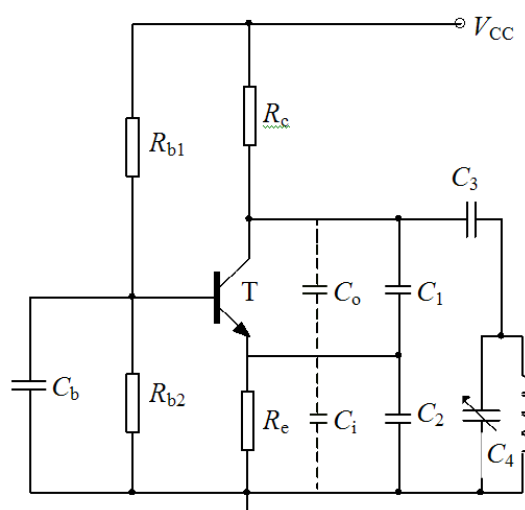 V_CC
R_c
R_b1
C_3
T
C_o
C_1
C_b
R_b2
R_e
C_i
C_2
C_4